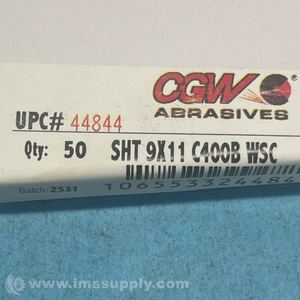 CGW
ABRASIVES
UPC# 44844
Qty: 50 SHT 9X11 C400B WSC
Batch: 2531
www.imssupply.com